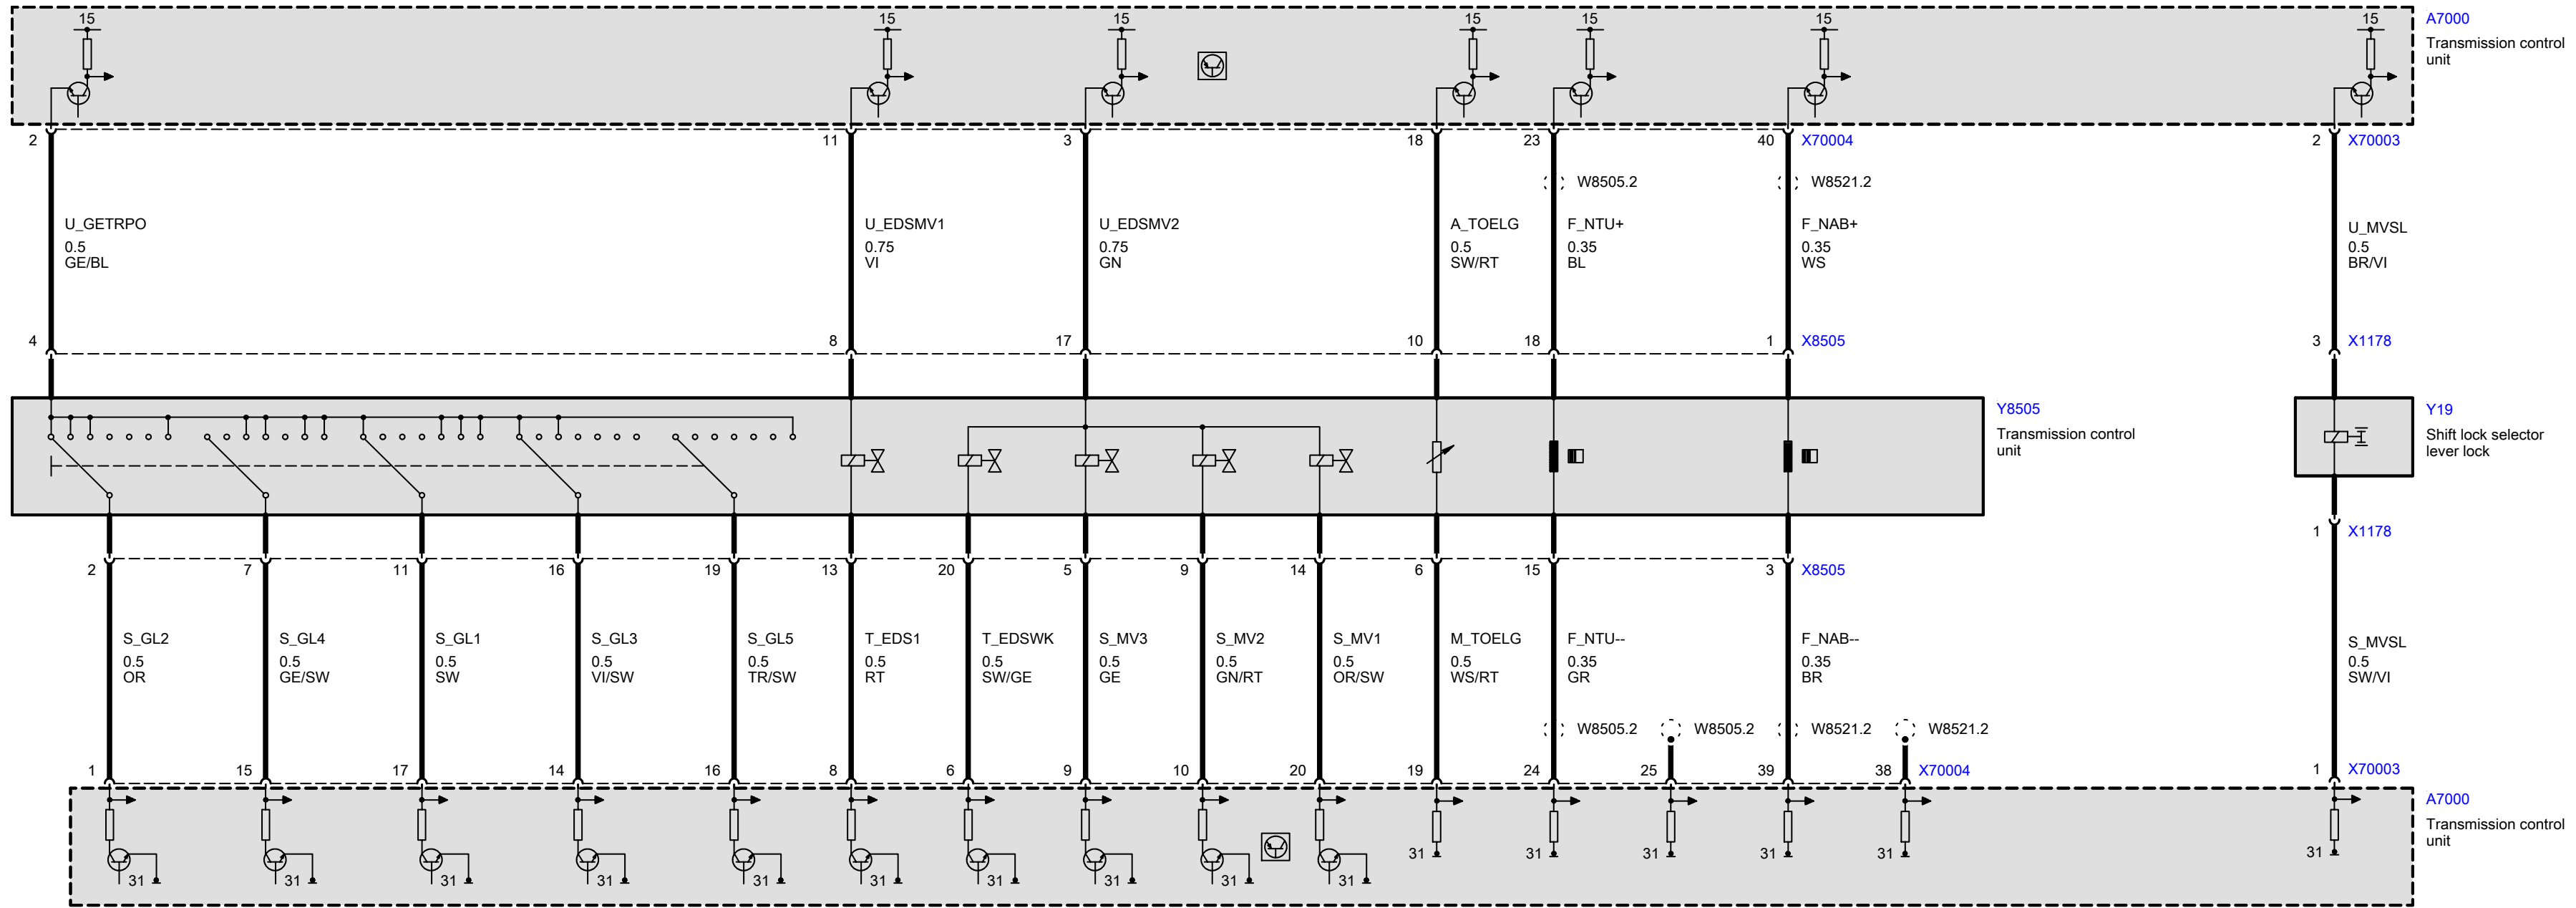 15 15 15 15 15 15 15 A7000
Transmission control
unit
2 11 3 18 23 40 X70004 2 X70003
W8505.2 W8521.2
U_GETRPO U_EDSMV1 U_EDSMV2 A_TOELG F_NTU+ F_NAB+ U_MVSL
0.5 0.75 0.75 0.5 0.35 0.35 0.5
GE/BL VI GN SW/RT BL WS BR/VI
4 8 17 10 18 1 X8505 3 X1178
Y8505 Y19
Transmission control Shift lock selector
unit lever lock
1 X1178
2 7 11 16 19 13 20 5 9 14 6 15 3 X8505
S_GL2 S_GL4 S_GL1 S_GL3 S_GL5 T_EDS1 T_EDSWK S_MV3 S_MV2 S_MV1 M_TOELG F_NTU-- F_NAB-- S_MVSL
0.5 0.5 0.5 0.5 0.5 0.5 0.5 0.5 0.5 0.5 0.5 0.35 0.35 0.5
OR GE/SW SW VI/SW TR/SW RT SW/GE GE GN/RT OR/SW WS/RT GR BR SW/VI
W8505.2 W8505.2 W8521.2 W8521.2
1 15 17 14 16 8 6 9 10 20 19 24 25 39 38 X70004 1 X70003
A7000
Transmission control
unit
31 31 31 31 31 31
31 31 31 31 31 31 31 31 31 31